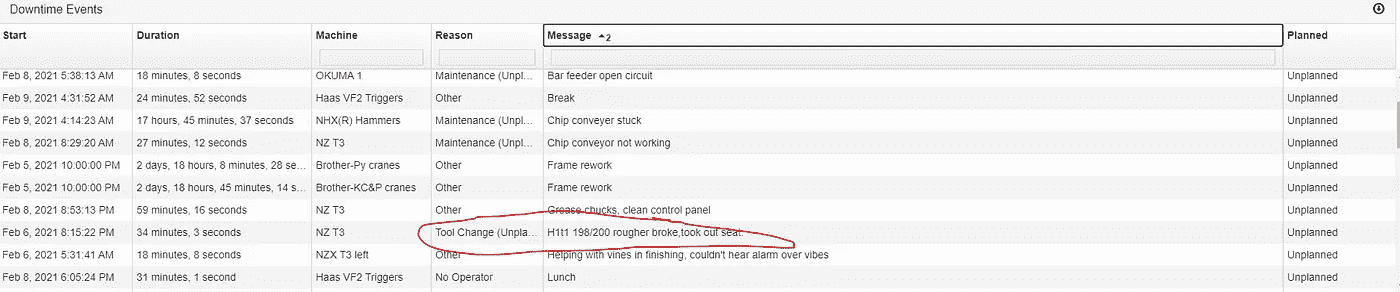 Downtime Events
Start Duration Machine Reason Message 2 Planned
Feb 8, 2021 5:38:13 AM 18 minutes, 8 seconds OKUMA 1 Maintenance (Unpl... Bar feeder open circuit Unplanned
Feb 9, 2021 4:31:52 AM 24 minutes, 52 seconds Haas VF2 Triggers Other Break Unplanned
Feb 9, 2021 4:14:23 AM 17 hours, 45 minutes, 37 seconds NHX(R) Hammers Maintenance (Unpl... Chip conveyer stuck Unplanned
Feb 8, 2021 8:29:20 AM 27 minutes, 12 seconds NZ T3 Maintenance (Unpl... Chip conveyor not working Unplanned
Feb 5, 2021 10:00:00 PM 2 days, 18 hours, 8 minutes, 28 se... Brother-Py cranes Other Frame rework Unplanned
Feb 5, 2021 10:00:00 PM 2 days, 18 hours, 45 minutes, 14 s... Brother-KC&P cranes Other Frame rework Unplanned
Feb 8, 2021 8:53:13 PM 59 minutes, 16 seconds NZ T3 Other Grease chucks, clean control panel Unplanned
Feb 6, 2021 8:15:22 PM 34 minutes, 3 seconds NZ T3 Tool Change (Unpla... H1t1 198/200 rougher broke,took out seat. Unplanned
Feb 6, 2021 5:31:41 AM 18 minutes, 8 seconds NZX T3 left Other Helping with vines in finishing, couldn't hear alarm over vibes Unplanned
Feb 8, 2021 6:05:24 PM 31 minutes, 1 second Haas VF2 Triggers No Operator Lunch Unplanned